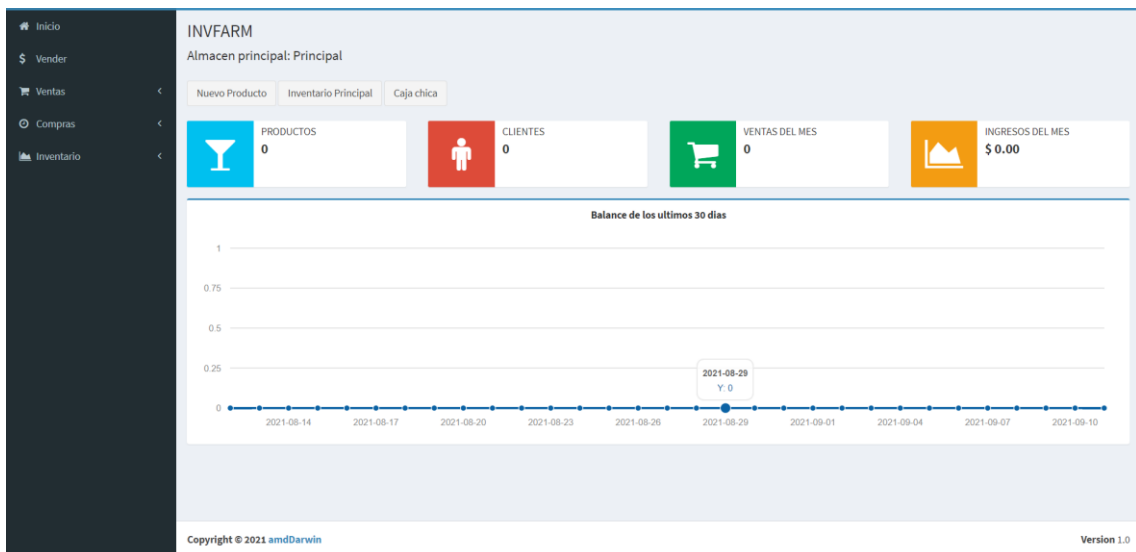 Inicio
Vender
Ventas
Compras
Inventario
INVFARM
Almacen principal: Principal
Nuevo Producto Inventario Principal Caja chica
PRODUCTOS
0
CLIENTES
0
VENTAS DEL MES
0
INGRESOS DEL MES
$ 0.00
Balance de los ultimos 30 dias
1
0.75
0.5
0.25
0
2021-08-29
Y: 0
2021-08-14 2021-08-17 2021-08-20 2021-08-23 2021-08-26 2021-08-29 2021-09-01 2021-09-04 2021-09-07 2021-09-10
Copyright © 2021 amdDarwin Version 1.0